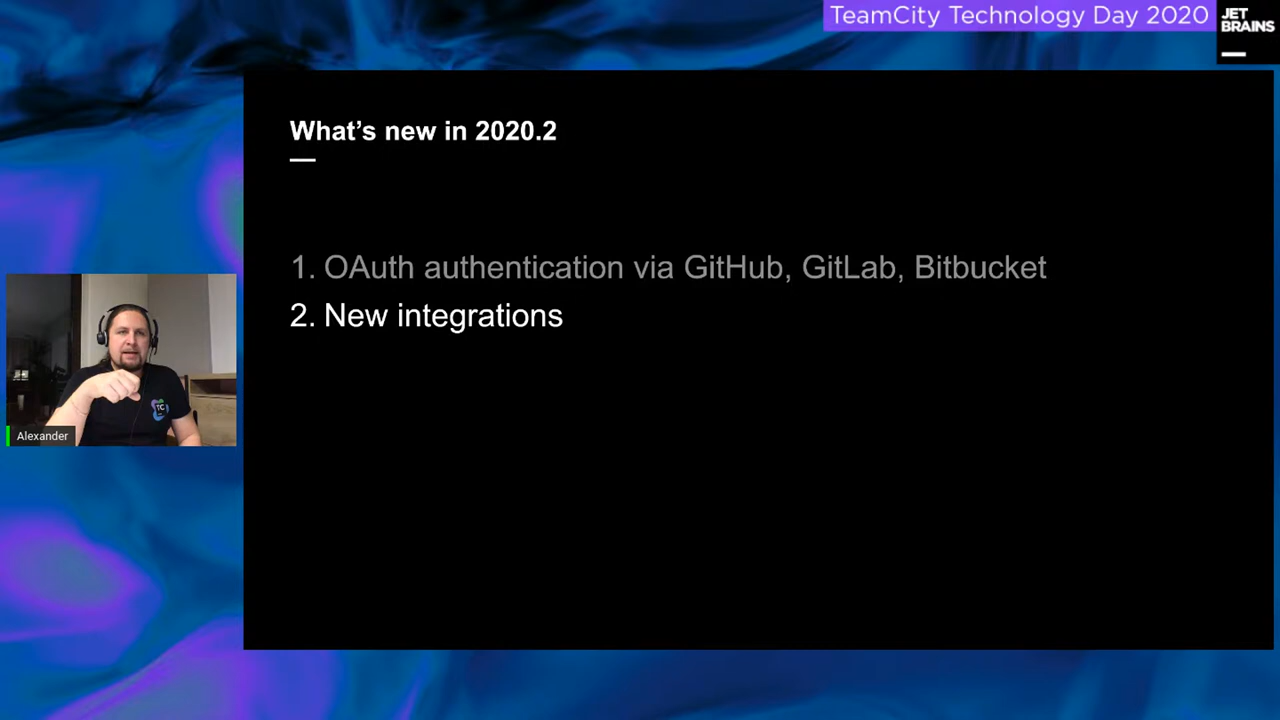 TeamCity Technology Day 2020
JET
BRAINS
What's new in 2020.2
1. OAuth authentication via GitHub, GitLab, Bitbucket
2. New integrations
TC
Alexander